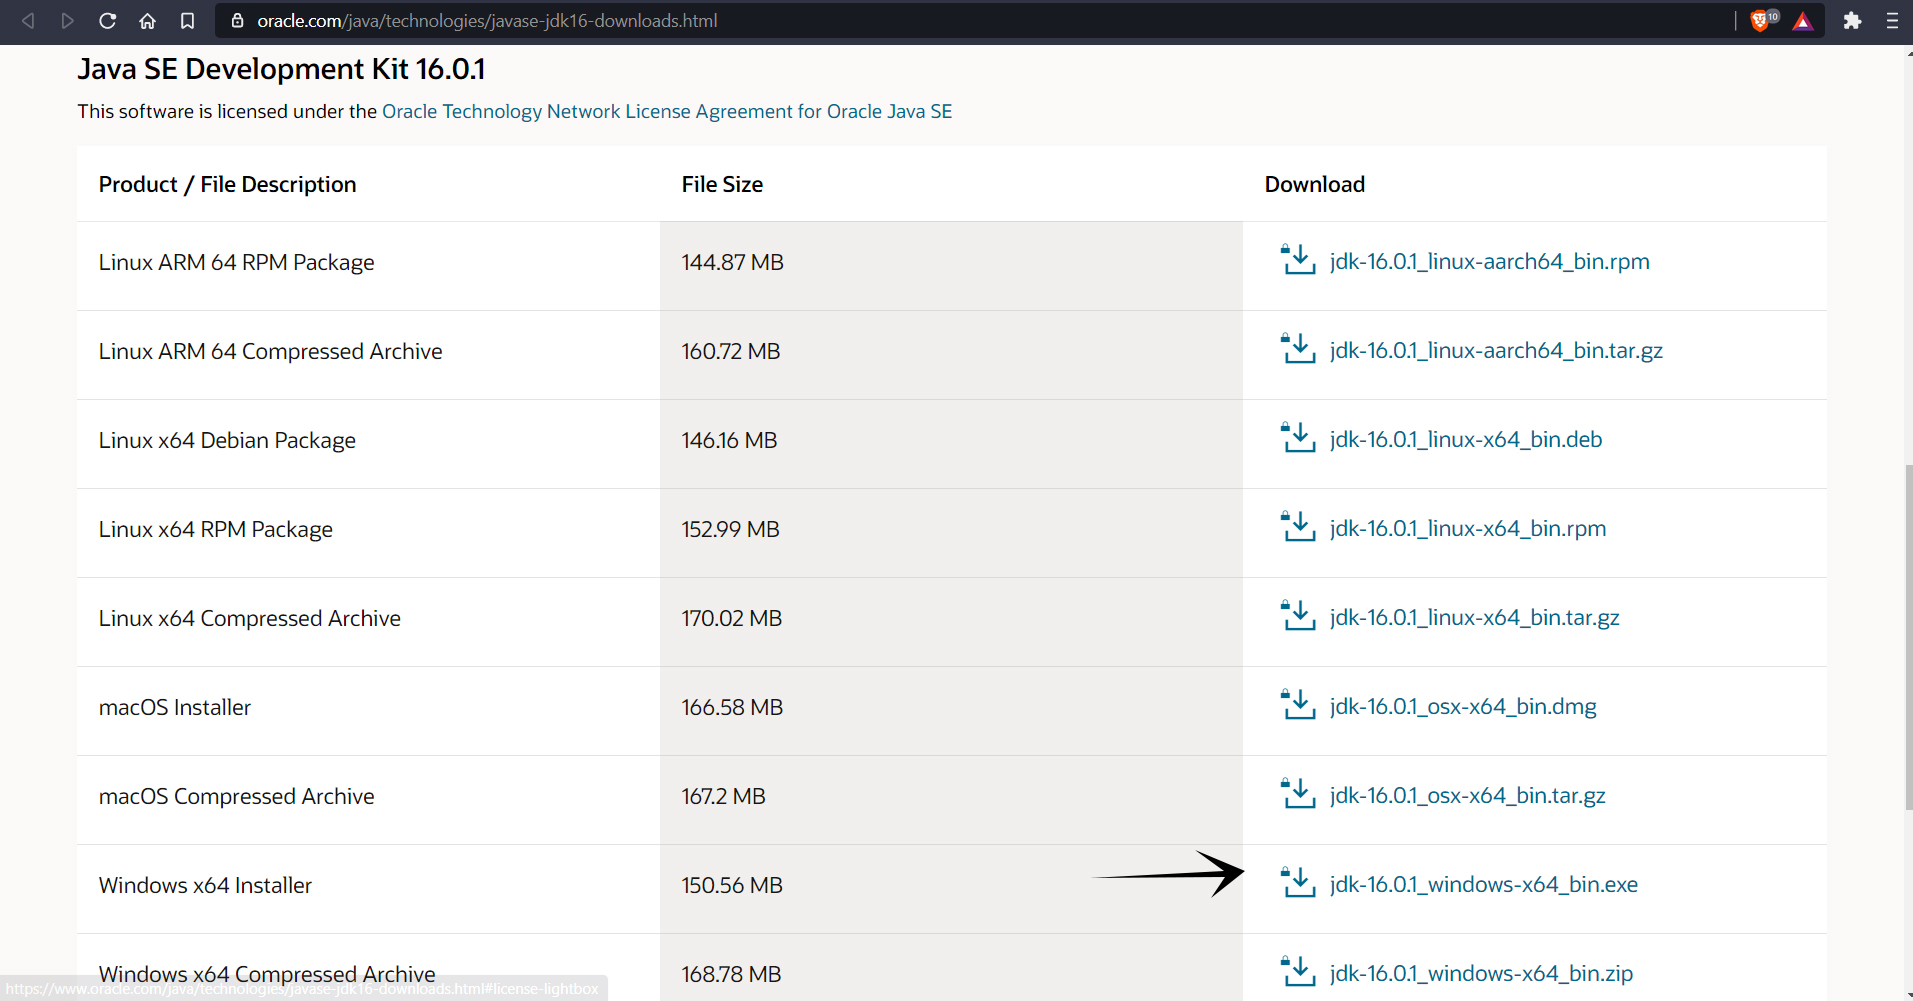 oracle.com/java/technologies/javase-jdk16-downloads.html
10
Java SE Development Kit 16.0.1
This software is licensed under the Oracle Technology Network License Agreement for Oracle Java SE
Product / File Description File Size Download
Linux ARM 64 RPM Package 144.87 MB jdk-16.0.1_linux-aarch64_bin.rpm
Linux ARM 64 Compressed Archive 160.72 MB jdk-16.0.1_linux-aarch64_bin.tar.gz
Linux x64 Debian Package 146.16 MB jdk-16.0.1_linux-x64_bin.deb
Linux x64 RPM Package 152.99 MB jdk-16.0.1_linux-x64_bin.rpm
Linux x64 Compressed Archive 170.02 MB jdk-16.0.1_linux-x64_bin.tar.gz
macOS Installer 166.58 MB jdk-16.0.1_osx-x64_bin.dmg
macOS Compressed Archive 167.2 MB jdk-16.0.1_osx-x64_bin.tar.gz
Windows x64 Installer 150.56 MB jdk-16.0.1_windows-x64_bin.exe
Windows x64 Compressed Archive 168.78 MB jdk-16.0.1_windows-x64_bin.zip
https://www.oracle.com/java/technologies/javase-jdk16-downloads.html#license-lightbox